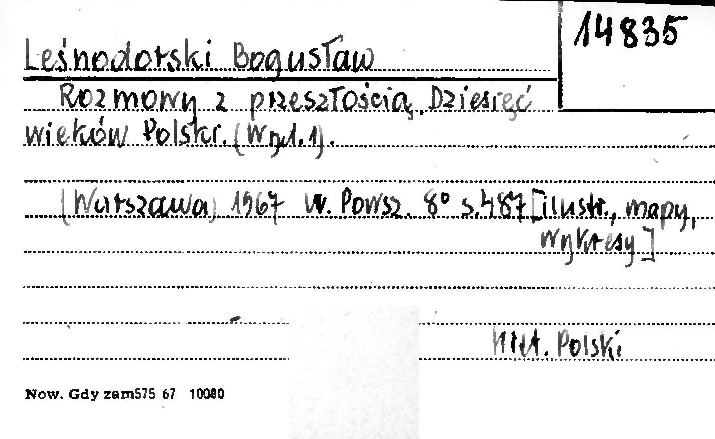 14835
Leśnodorski Bogusław
Rozmowy z przeszłością. Dziesięć
wieków Polski. (Wyd. 1).
(Warszawa) 1967 W. Powsz. 8° s. 487 [ilustr., mapy,
wykresy]
Hist. Polski
Now. Gdy zam575 67 10080